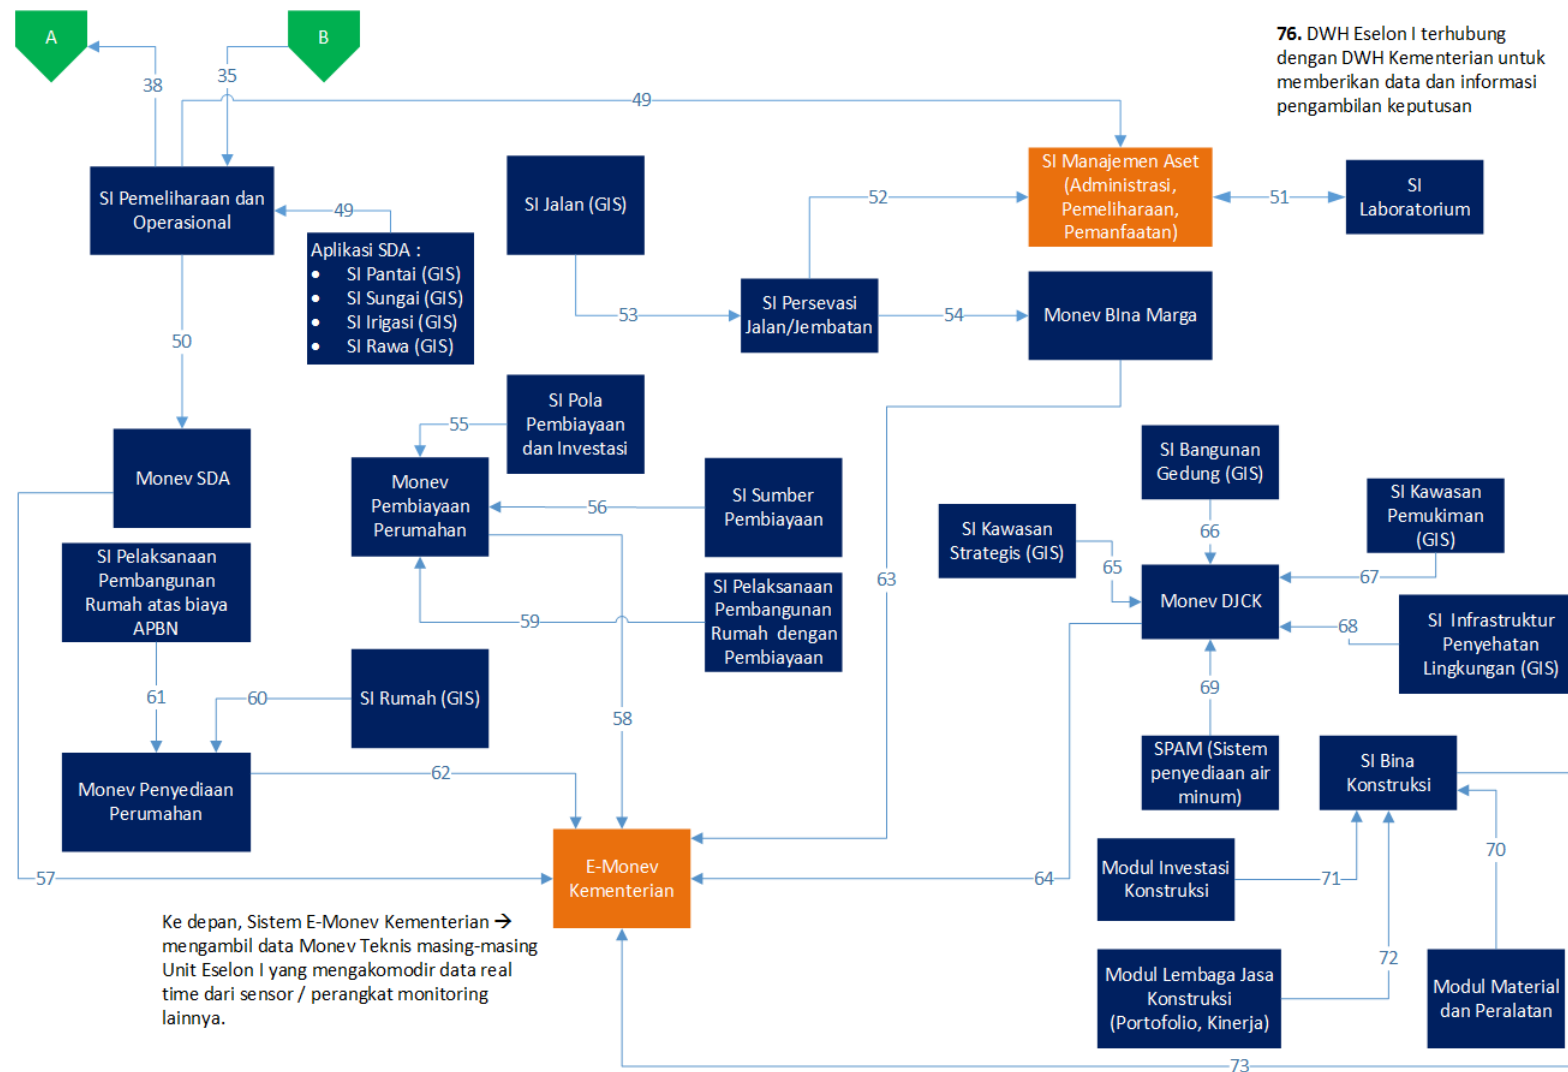 A
B
38
35
49
76. DWH Eselon I terhubung
dengan DWH Kementerian untuk
memberikan data dan informasi
pengambilan keputusan
SI Pemeliharaan dan
Operasional
49
Aplikasi SDA :
• SI Pantai (GIS)
• SI Sungai (GIS)
• SI Irigasi (GIS)
• SI Rawa (GIS)
SI Jalan (GIS)
52
SI Manajemen Aset
(Administrasi,
Pemeliharaan,
Pemanfaatan)
51
SI
Laboratorium
50
53
SI Persevasi
Jalan/Jembatan
54
Monev BIna Marga
55
SI Pola
Pembiayaan
dan Investasi
Monev SDA
Monev
Pembiayaan
Perumahan
56
SI Sumber
Pembiayaan
SI Bangunan
Gedung (GIS)
SI Kawasan
Strategis (GIS)
66
SI Kawasan
Pemukiman
(GIS)
SI Pelaksanaan
Pembangunan
Rumah atas biaya
APBN
63
65
67
Monev DJCK
59
SI Pelaksanaan
Pembangunan
Rumah dengan
Pembiayaan
68
SI Infrastruktur
Penyehatan
Lingkungan (GIS)
61
60
SI Rumah (GIS)
58
69
Monev Penyediaan
Perumahan
62
SPAM (Sistem
penyediaan air
minum)
SI Bina
Konstruksi
57
E-Monev
Kementerian
64
Modul Investasi
Konstruksi
71
70
Ke depan, Sistem E-Monev Kementerian →
mengambil data Monev Teknis masing-masing
Unit Eselon I yang mengakomodir data real
time dari sensor / perangkat monitoring
lainnya.
72
Modul Lembaga Jasa
Konstruksi
(Portofolio, Kinerja)
Modul Material
dan Peralatan
73